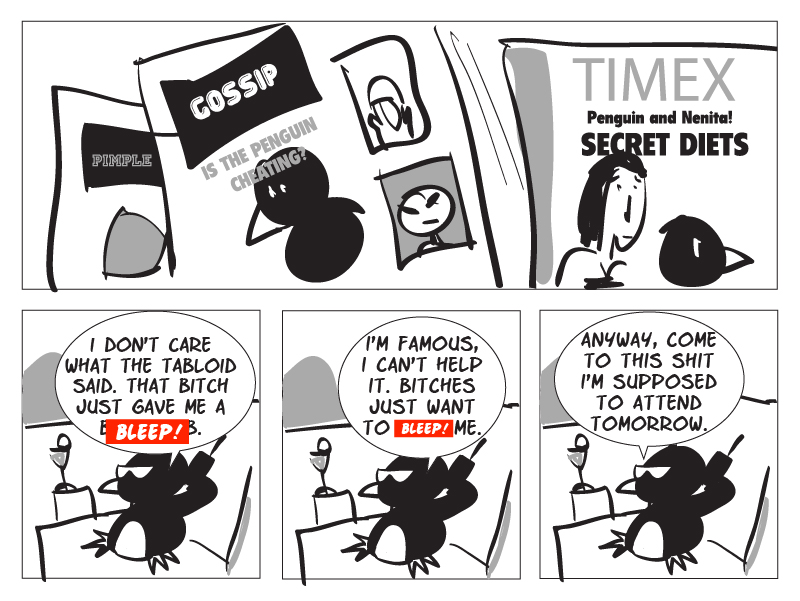 PIMPLE
GOSSIP
IS THE PENGUIN
CHEATING?
TIMEX
Penguin and Nenita!
SECRET DIETS
I DON'T CARE
WHAT THE TABLOID
SAID. THAT BITCH
JUST GAVE ME A
BLEEP!
I'M FAMOUS,
I CAN'T HELP
IT. BITCHES
JUST WANT
TO BLEEP! ME.
ANYWAY, COME
TO THIS SHIT
I'M SUPPOSED
TO ATTEND
TOMORROW.